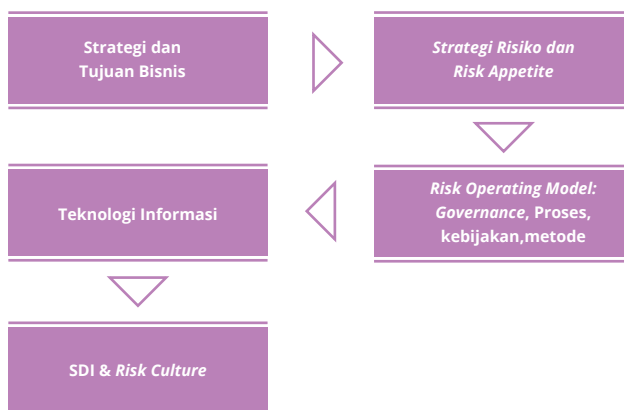 Strategi dan
Tujuan Bisnis
Strategi Risiko dan
Risk Appetite
Risk Operating Model:
Governance, Proses,
kebijakan,metode
Teknologi Informasi
SDI & Risk Culture